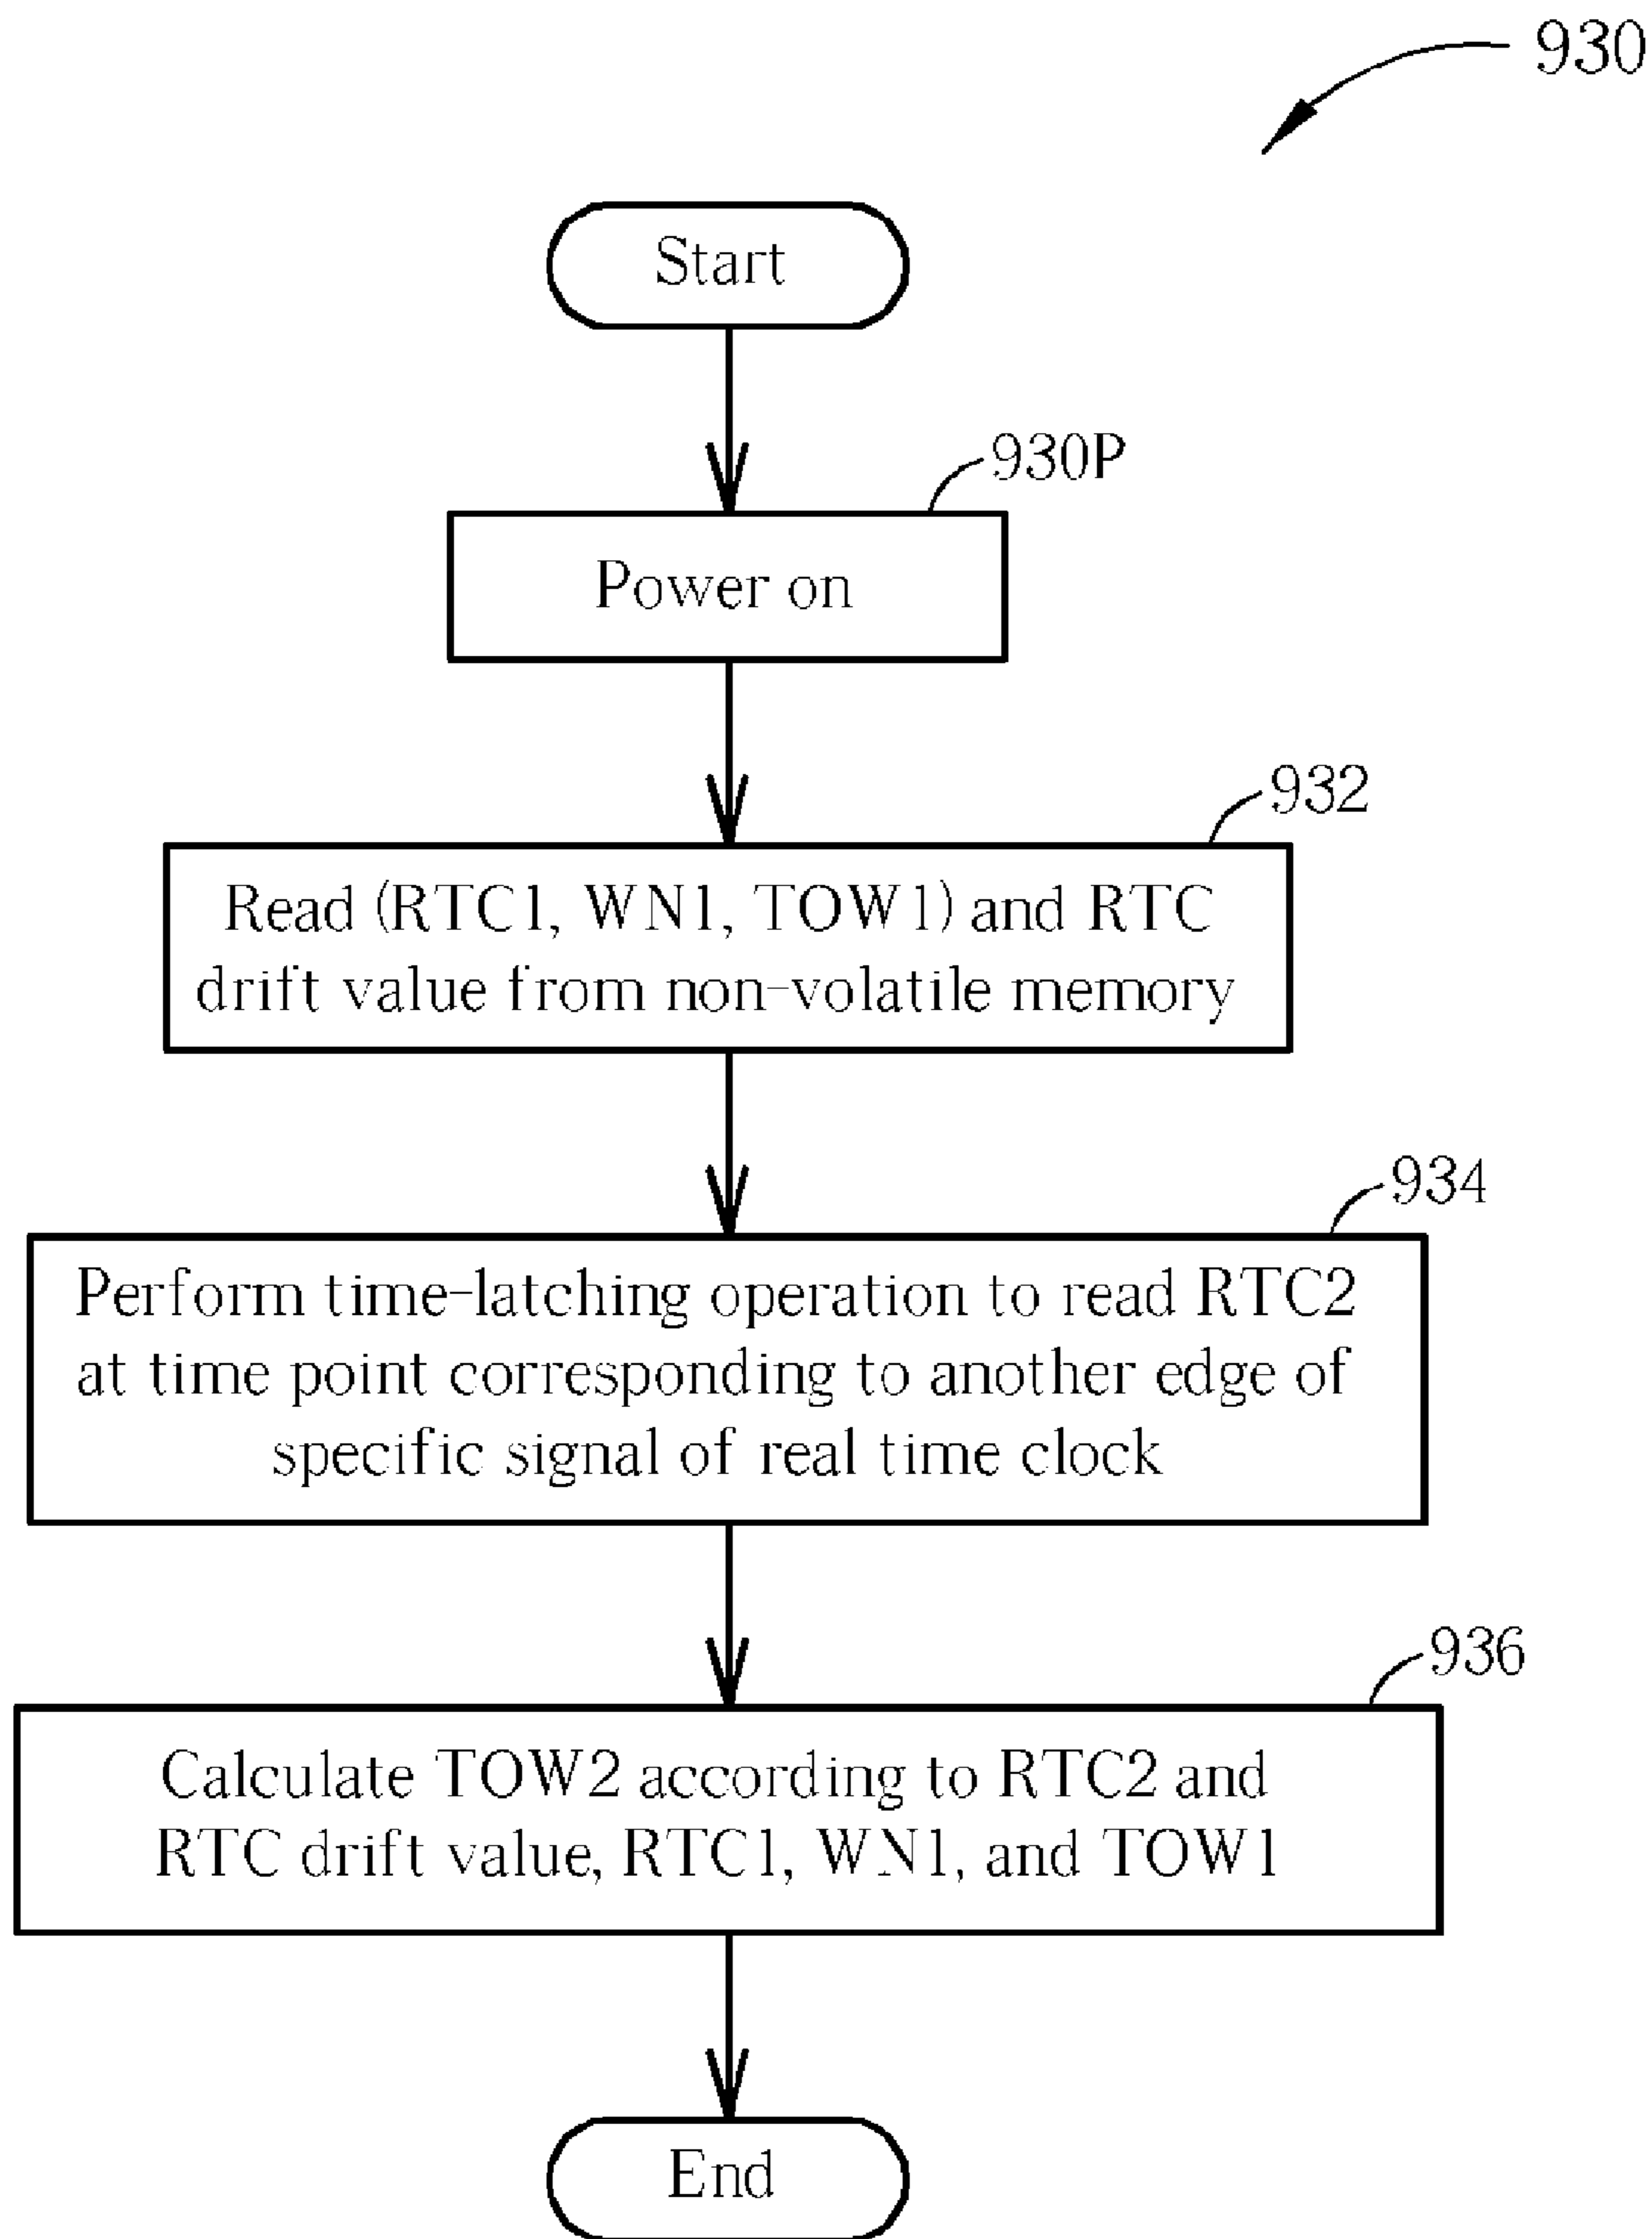 930
Start
930P
Power on
932
Read (RTC1, WN1, TOW1) and RTC
drift value from non-volatile memory
934
Perform time-latching operation to read RTC2
at time point corresponding to another edge of
specific signal of real time clock
936
Calculate TOW2 according to RTC2 and
RTC drift value, RTC1, WN1, and TOW1
End